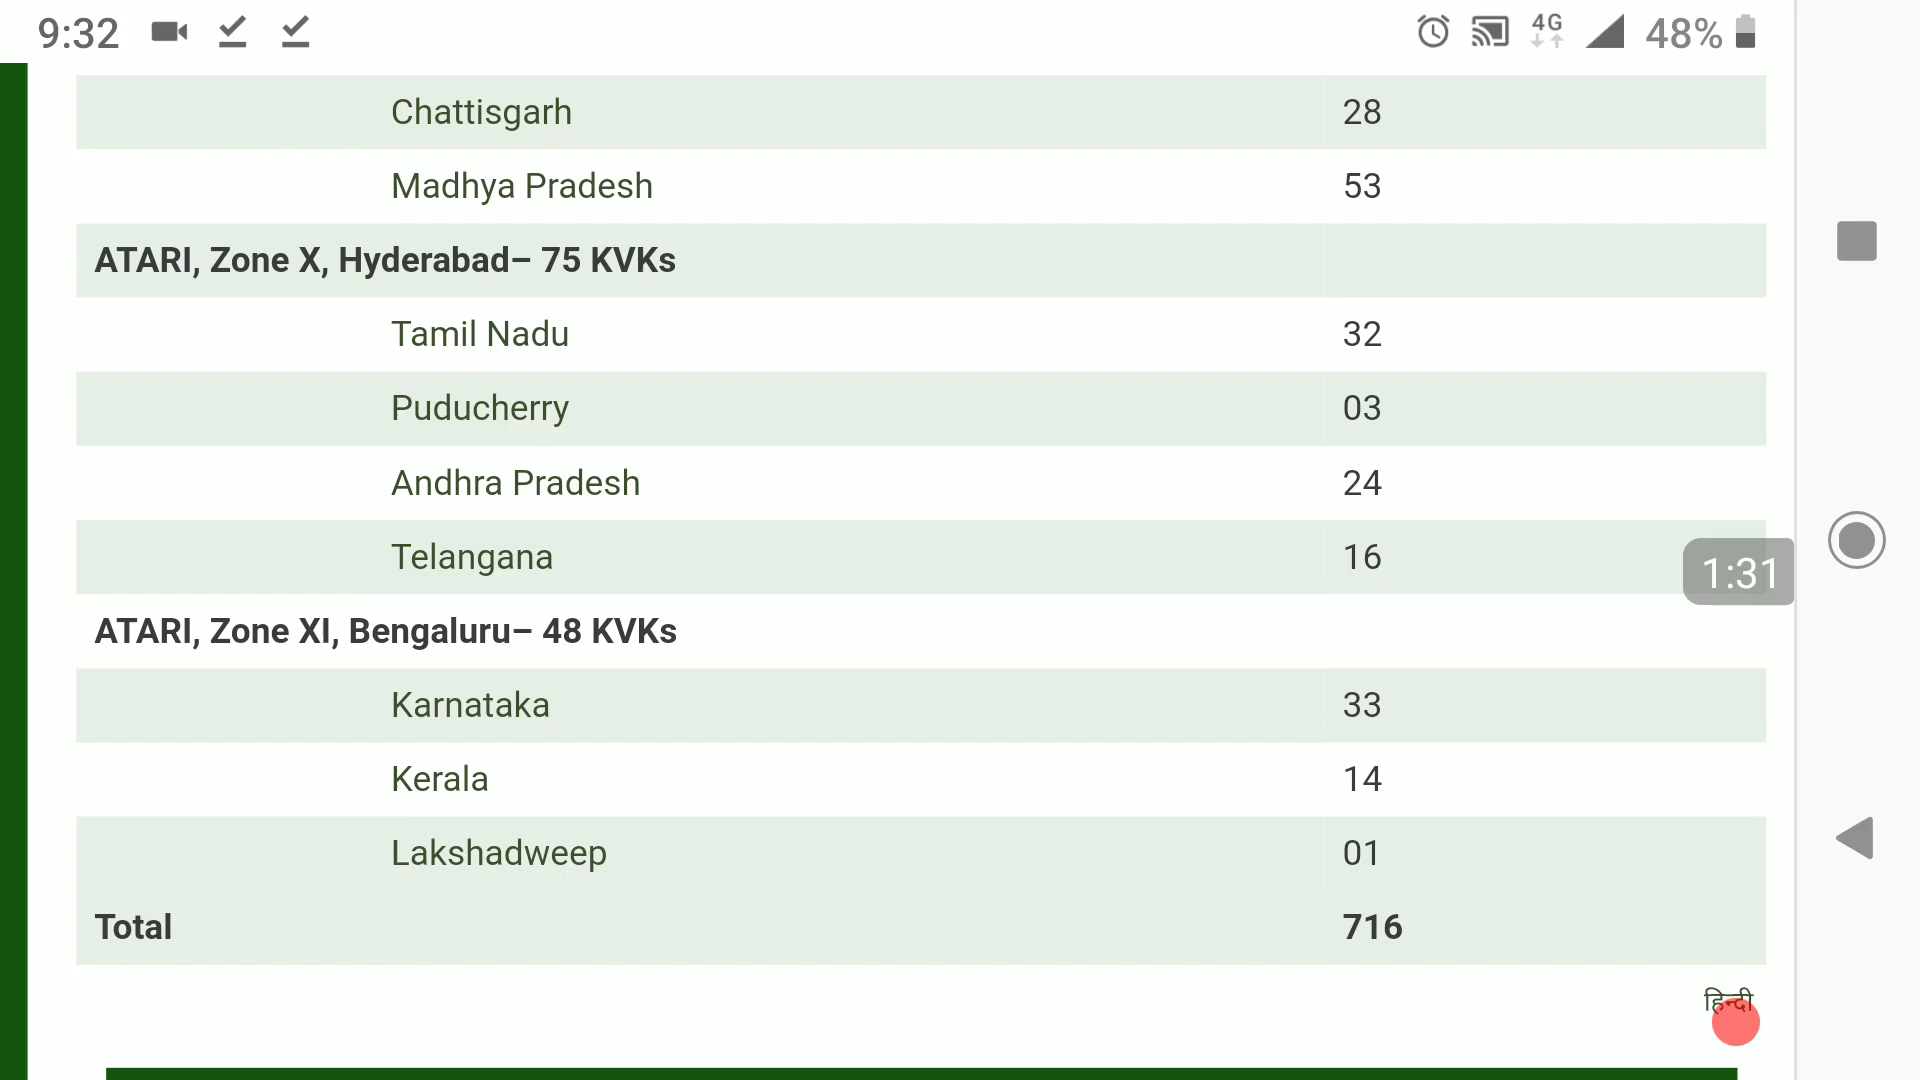 9:32 4G 48%
Chattisgarh 28
Madhya Pradesh 53
ATARI, Zone X, Hyderabad– 75 KVKs
Tamil Nadu 32
Puducherry 03
Andhra Pradesh 24
Telangana 16
1:31
ATARI, Zone XI, Bengaluru– 48 KVKs
Karnataka 33
Kerala 14
Lakshadweep 01
Total 716
हिन्दी